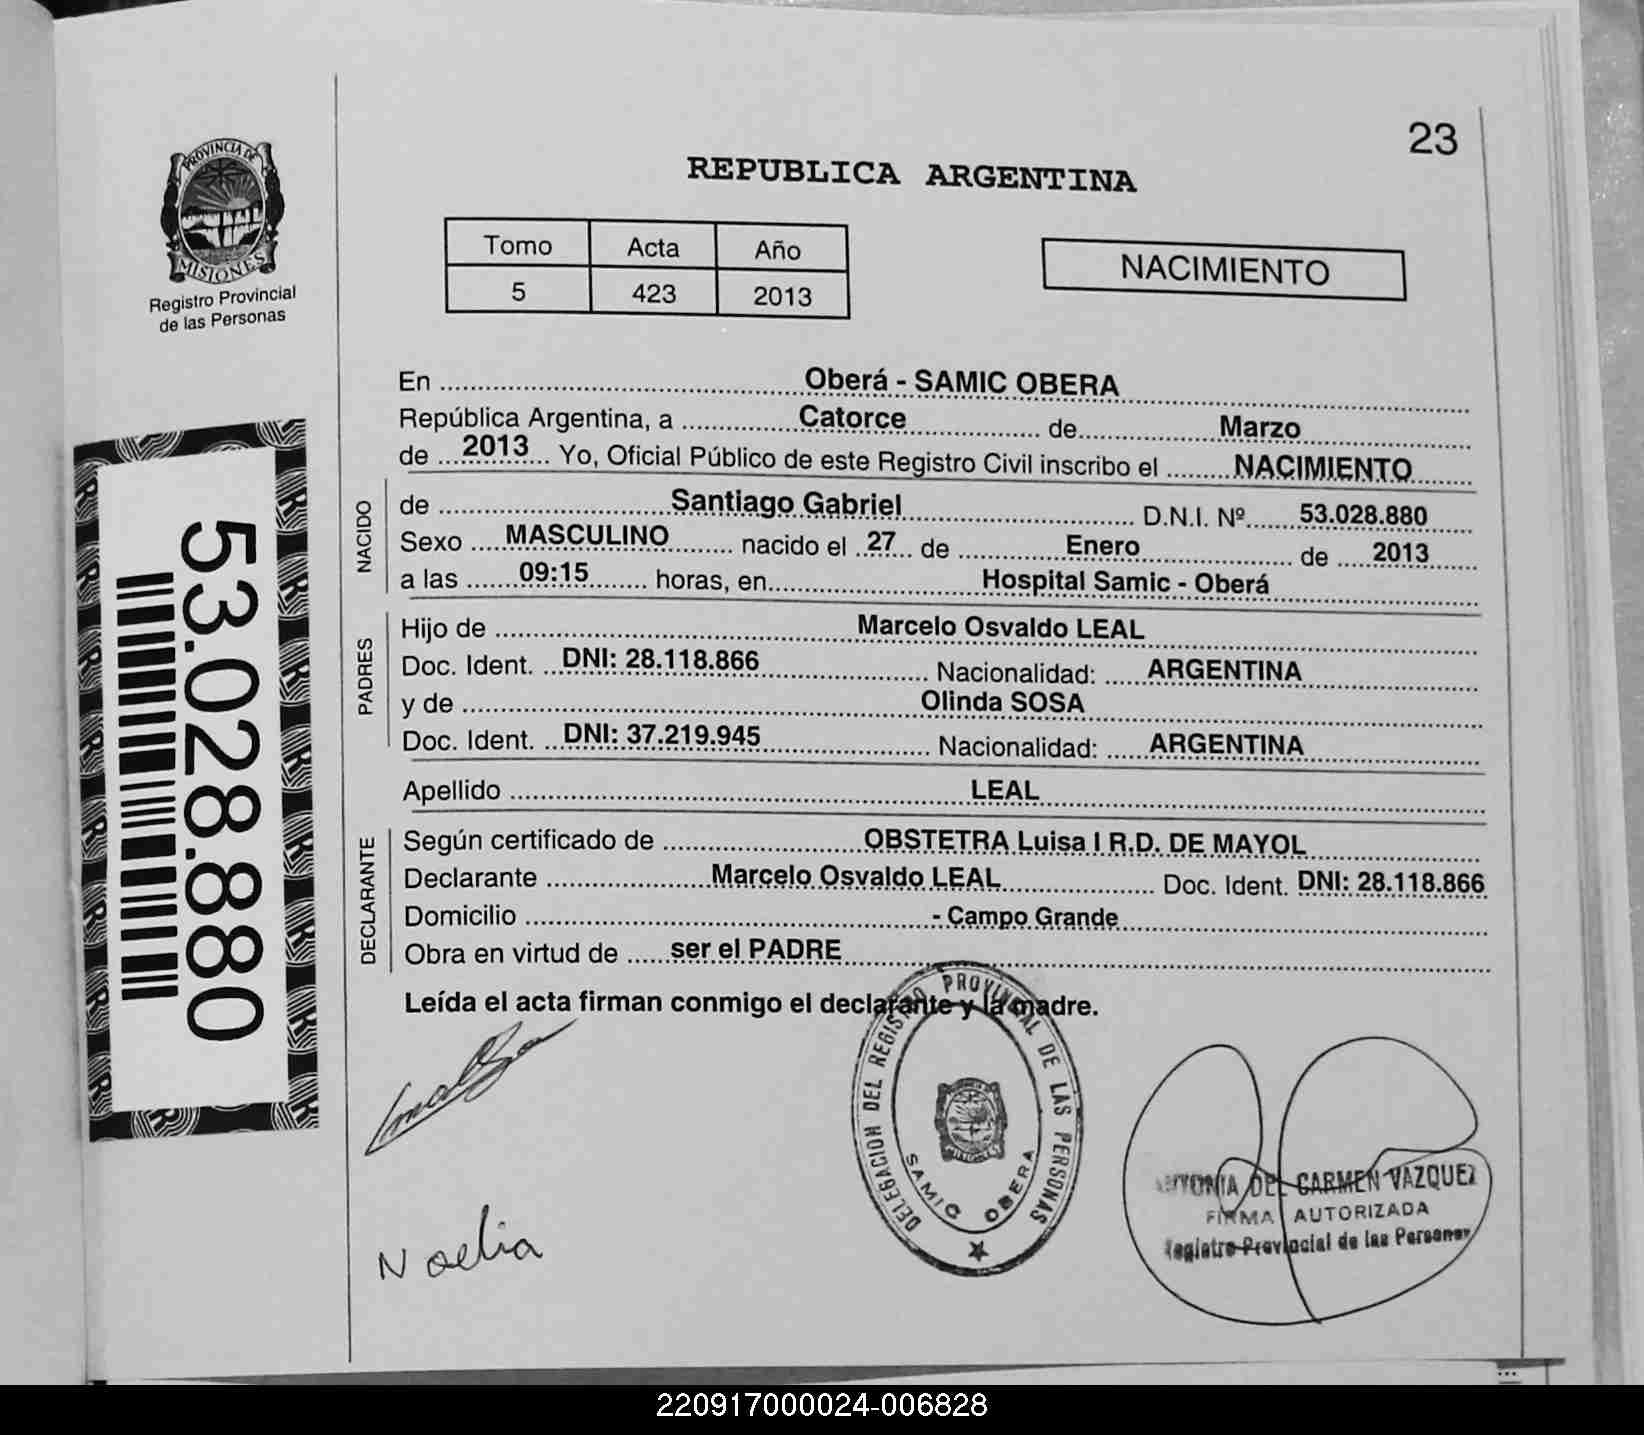 23
PROVINCIA DE
MISIONES
Registro Provincial
de las Personas
REPUBLICA ARGENTINA
Tomo Acta Año
5 423 2013
NACIMIENTO
En Oberá - SAMIC OBERA
República Argentina, a Catorce de Marzo
de 2013 Yo, Oficial Público de este Registro Civil inscribo el NACIMIENTO
NACIDO
de Santiago Gabriel D.N.I. Nº 53.028.880
Sexo MASCULINO nacido el 27 de Enero de 2013
a las 09:15 horas, en Hospital Samic - Oberá
PADRES
Hijo de Marcelo Osvaldo LEAL
Doc. Ident. DNI: 28.118.866 Nacionalidad: ARGENTINA
y de Olinda SOSA
Doc. Ident. DNI: 37.219.945 Nacionalidad: ARGENTINA
Apellido LEAL
DECLARANTE
Según certificado de OBSTETRA Luisa I R.D. DE MAYOL
Declarante Marcelo Osvaldo LEAL Doc. Ident. DNI: 28.118.866
Domicilio - Campo Grande
Obra en virtud de ser el PADRE
Leída el acta firman conmigo el declarante y la madre.
53.028.880
DELEGACION DEL REGISTRO PROVINCIAL DE LAS PERSONAS
SAMIC OBERA
Noelia
DEL CARMEN VAZQUEZ
FIRMA AUTORIZADA
Registro Provincial de las Personas
220917000024-006828